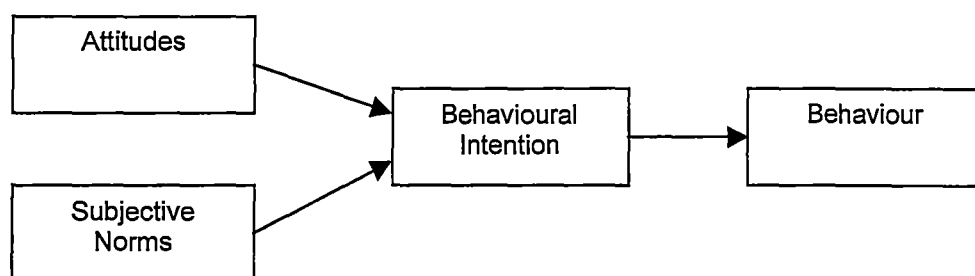 Attitudes
Behavioural
Intention
Behaviour
Subjective
Norms